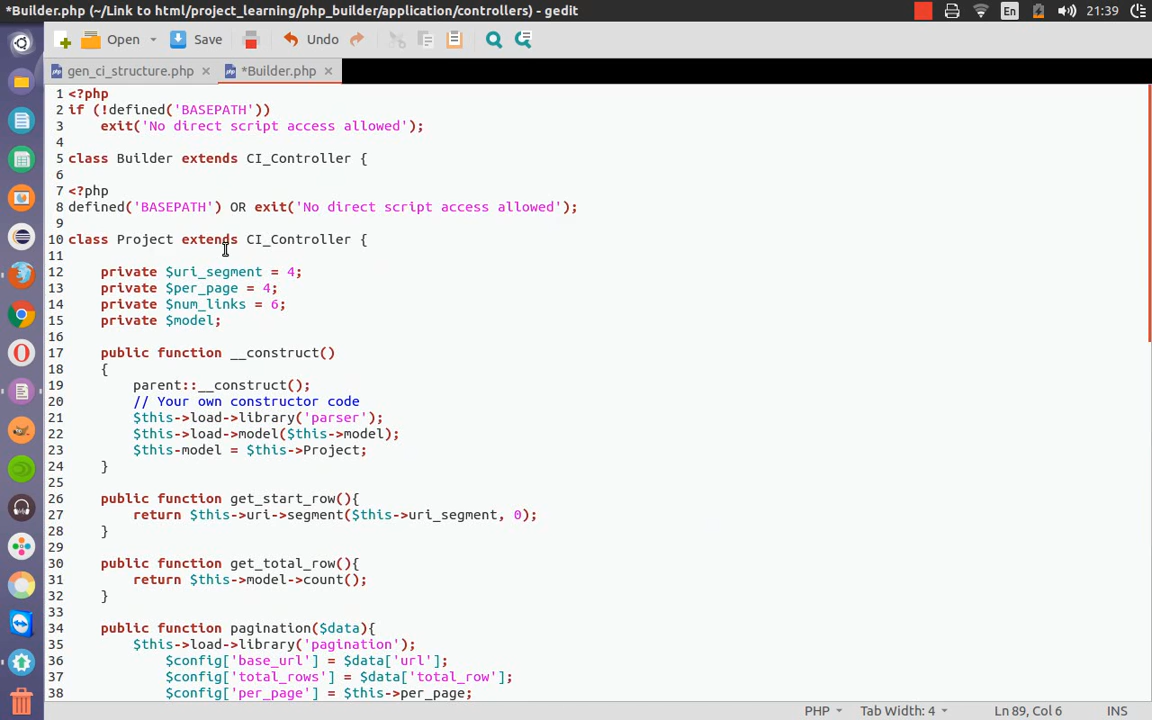 *Builder.php (~/Link to html/project_learning/php_builder/application/controllers) - gedit
En
21:39
Open
Save
Undo
gen_ci_structure.php
*Builder.php
1 <?php
2 if (!defined('BASEPATH'))
3     exit('No direct script access allowed');
4
5 class Builder extends CI_Controller {
6
7 <?php
8 defined('BASEPATH') OR exit('No direct script access allowed');
9
10 class Project extends CI_Controller {
11
12     private $uri_segment = 4;
13     private $per_page = 4;
14     private $num_links = 6;
15     private $model;
16
17     public function __construct()
18     {
19         parent::__construct();
20         // Your own constructor code
21         $this->load->library('parser');
22         $this->load->model($this->model);
23         $this-model = $this->Project;
24     }
25
26     public function get_start_row(){
27         return $this->uri->segment($this->uri_segment, 0);
28     }
29
30     public function get_total_row(){
31         return $this->model->count();
32     }
33
34     public function pagination($data){
35         $this->load->library('pagination');
36             $config['base_url'] = $data['url'];
37             $config['total_rows'] = $data['total_row'];
38             $config['per_page'] = $this->per_page;
PHP
Tab Width: 4
Ln 89, Col 6
INS